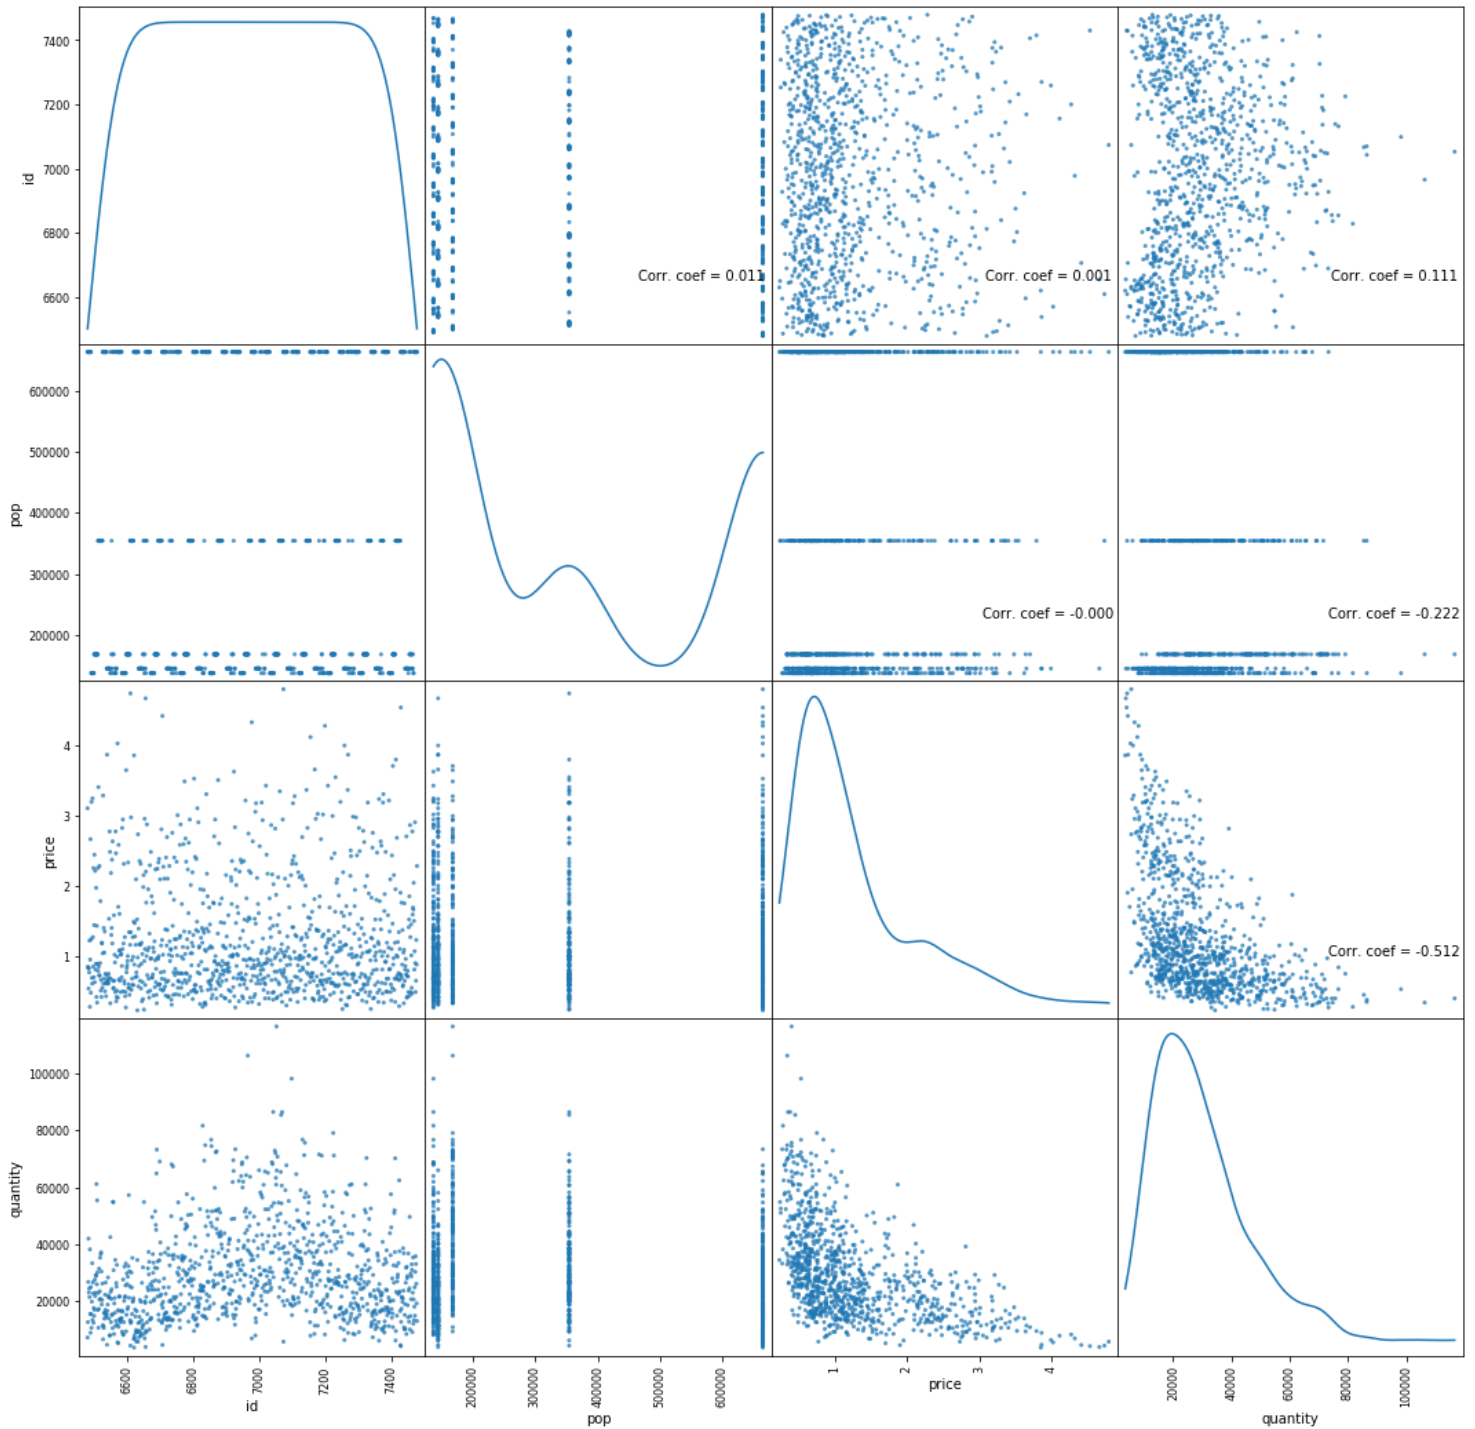 7400
7200
7000
6800
6600
id
Corr. coef = 0.011
Corr. coef = 0.001
Corr. coef = 0.111
600000
500000
400000
300000
200000
pop
Corr. coef = -0.000
Corr. coef = -0.222
4
3
2
1
price
Corr. coef = -0.512
100000
80000
60000
40000
20000
quantity
6600
6800
7000
7200
7400
id
200000
300000
400000
500000
600000
pop
1
2
3
4
price
20000
40000
60000
80000
100000
quantity